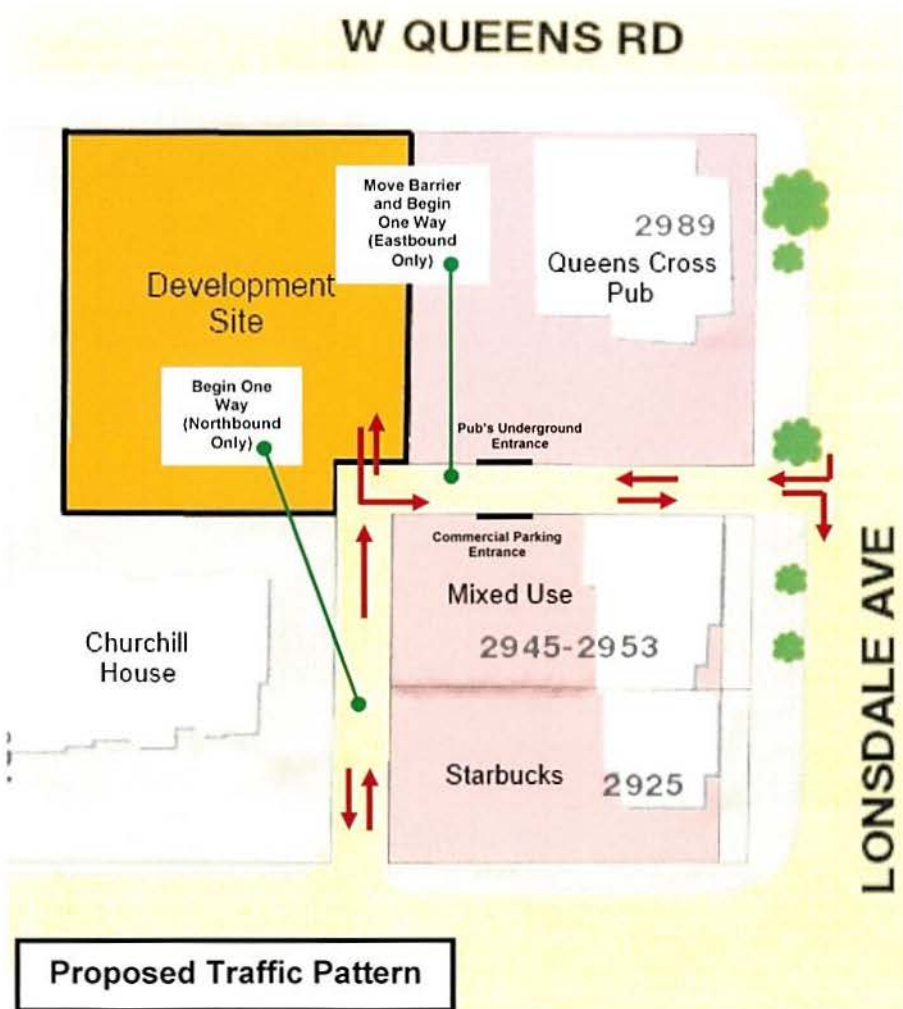 W QUEENS RD
Move Barrier
and Begin
One Way
(Eastbound
Only)
2989
Queens Cross
Pub
Development
Site
Begin One
Way
(Northbound
Only)
Pub's Underground
Entrance
Commercial Parking
Entrance
Mixed Use
2945-2953
Churchill
House
Starbucks
2925
LONSDALE AVE
Proposed Traffic Pattern